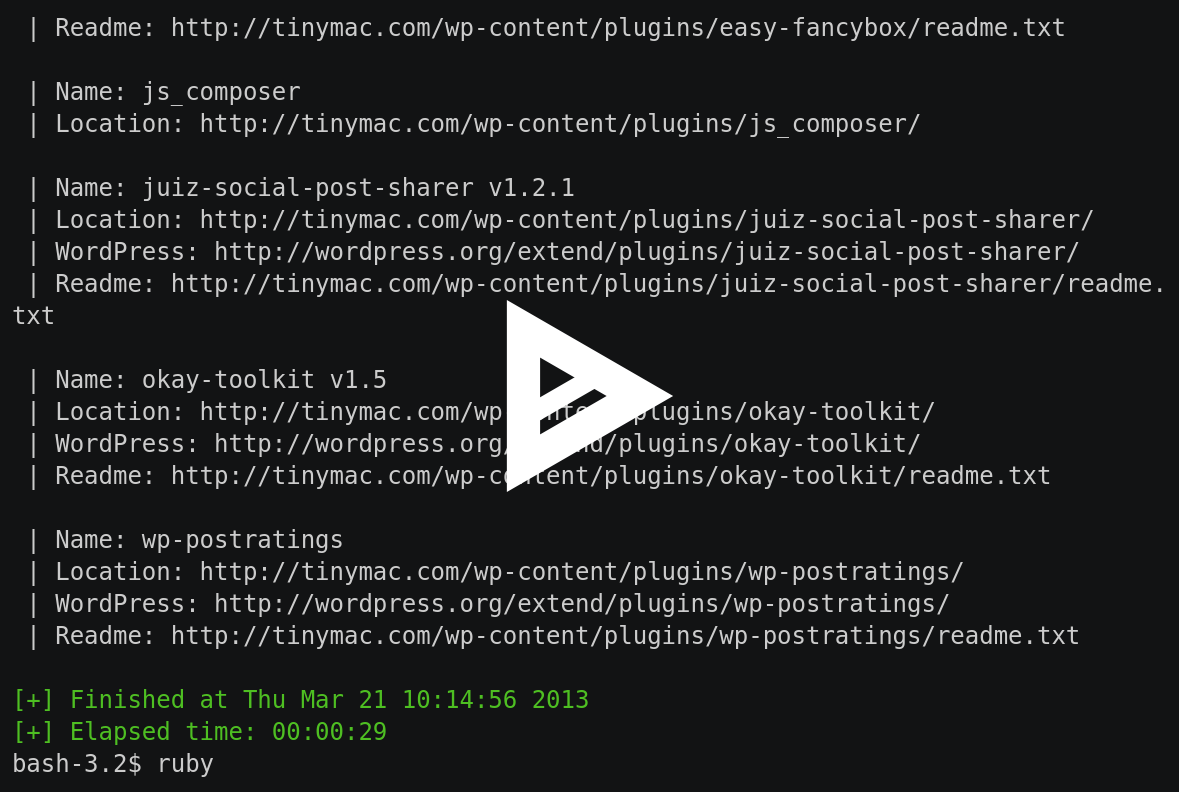 | Readme: http://tinymac.com/wp-content/plugins/easy-fancybox/readme.txt
| Name: js_composer
| Location: http://tinymac.com/wp-content/plugins/js_composer/
| Name: juiz-social-post-sharer v1.2.1
| Location: http://tinymac.com/wp-content/plugins/juiz-social-post-sharer/
| WordPress: http://wordpress.org/extend/plugins/juiz-social-post-sharer/
| Readme: http://tinymac.com/wp-content/plugins/juiz-social-post-sharer/readme.
txt
| Name: okay-toolkit v1.5
| Location: http://tinymac.com/wp-content/plugins/okay-toolkit/
| WordPress: http://wordpress.org/extend/plugins/okay-toolkit/
| Readme: http://tinymac.com/wp-content/plugins/okay-toolkit/readme.txt
| Name: wp-postratings
| Location: http://tinymac.com/wp-content/plugins/wp-postratings/
| WordPress: http://wordpress.org/extend/plugins/wp-postratings/
| Readme: http://tinymac.com/wp-content/plugins/wp-postratings/readme.txt
[+] Finished at Thu Mar 21 10:14:56 2013
[+] Elapsed time: 00:00:29
bash-3.2$ ruby